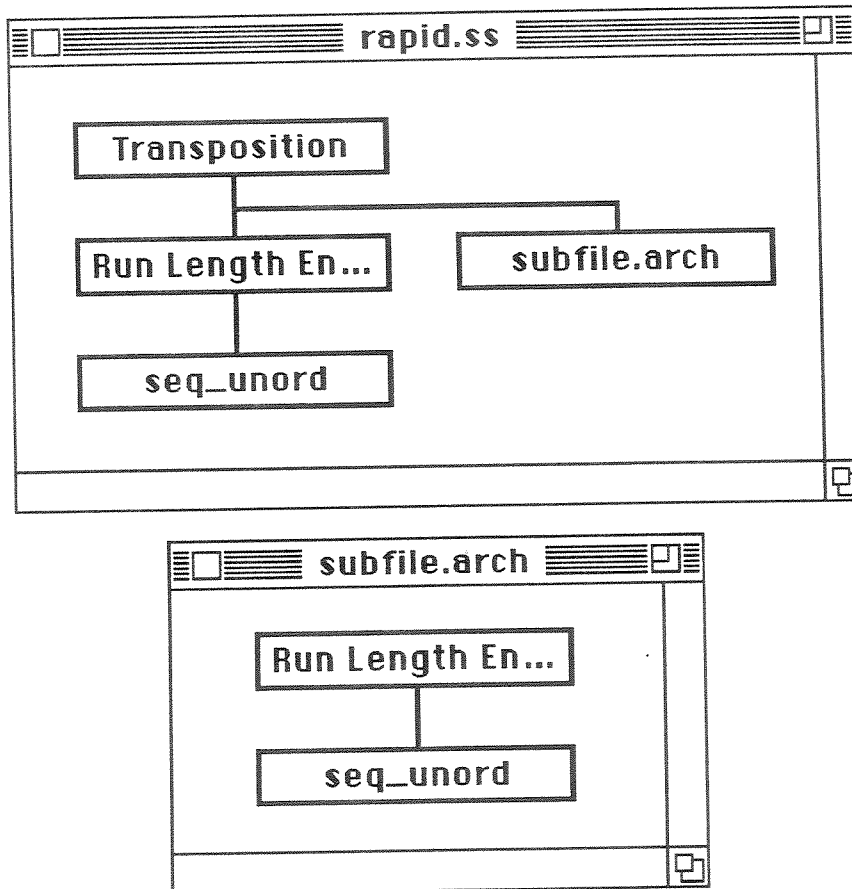 rapid.ss
Transposition
Run Length En...
subfile.arch
seq_unord
subfile.arch
Run Length En...
seq_unord